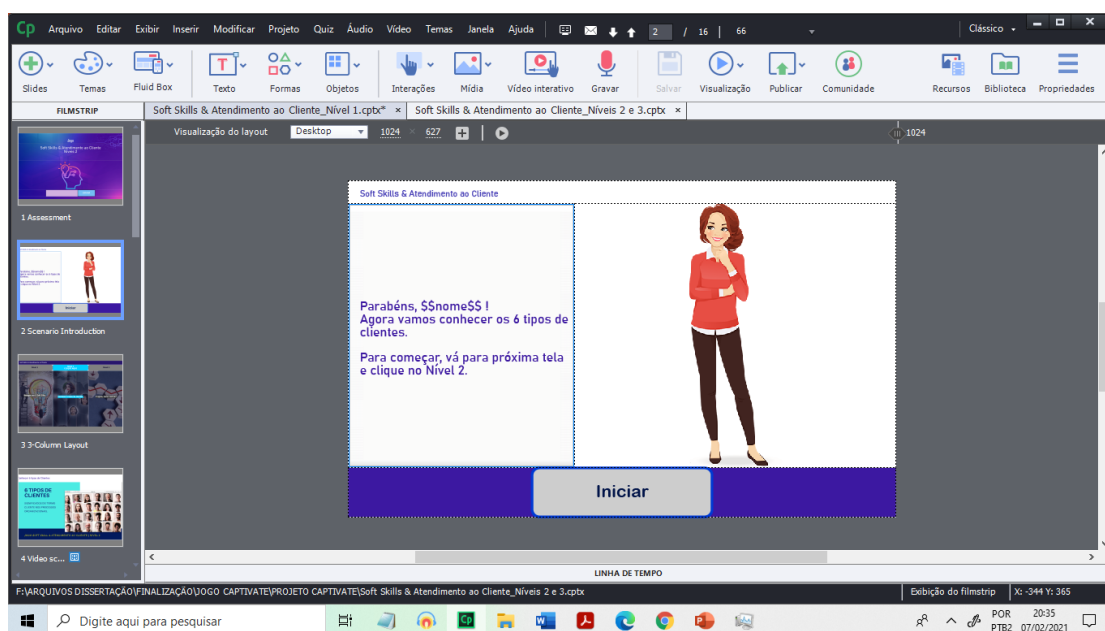 Cp Arquivo Editar Exibir Inserir Modificar Projeto Quiz Áudio Vídeo Temas Janela Ajuda 2 / 16 66 Clássico
Slides Temas Fluid Box Texto Formas Objetos Interações Mídia Vídeo interativo Gravar Salvar Visualização Publicar Comunidade Recursos Biblioteca Propriedades
FILMSTRIP Soft Skills & Atendimento ao Cliente_Nível 1.cptx* × Soft Skills & Atendimento ao Cliente_Níveis 2 e 3.cptx ×
Visualização do layout Desktop 1024 × 627 1024
1 Assessment
2 Scenario Introduction
3 3-Column Layout
6 TIPOS DE
CLIENTES
4 Video sc...
Soft Skills & Atendimento ao Cliente
Parabéns, $$nome$$ !
Agora vamos conhecer os 6 tipos de
clientes.
Para começar, vá para próxima tela
e clique no Nível 2.
Iniciar
LINHA DE TEMPO
F:\ARQUIVOS DISSERTAÇÃO\FINALIZAÇÃO\JOGO CAPTIVATE\PROJETO CAPTIVATE\Soft Skills & Atendimento ao Cliente_Níveis 2 e 3.cptx Exibição do filmstrip X: -344 Y: 365
Digite aqui para pesquisar Cp POR 20:35
PTB2 07/02/2021